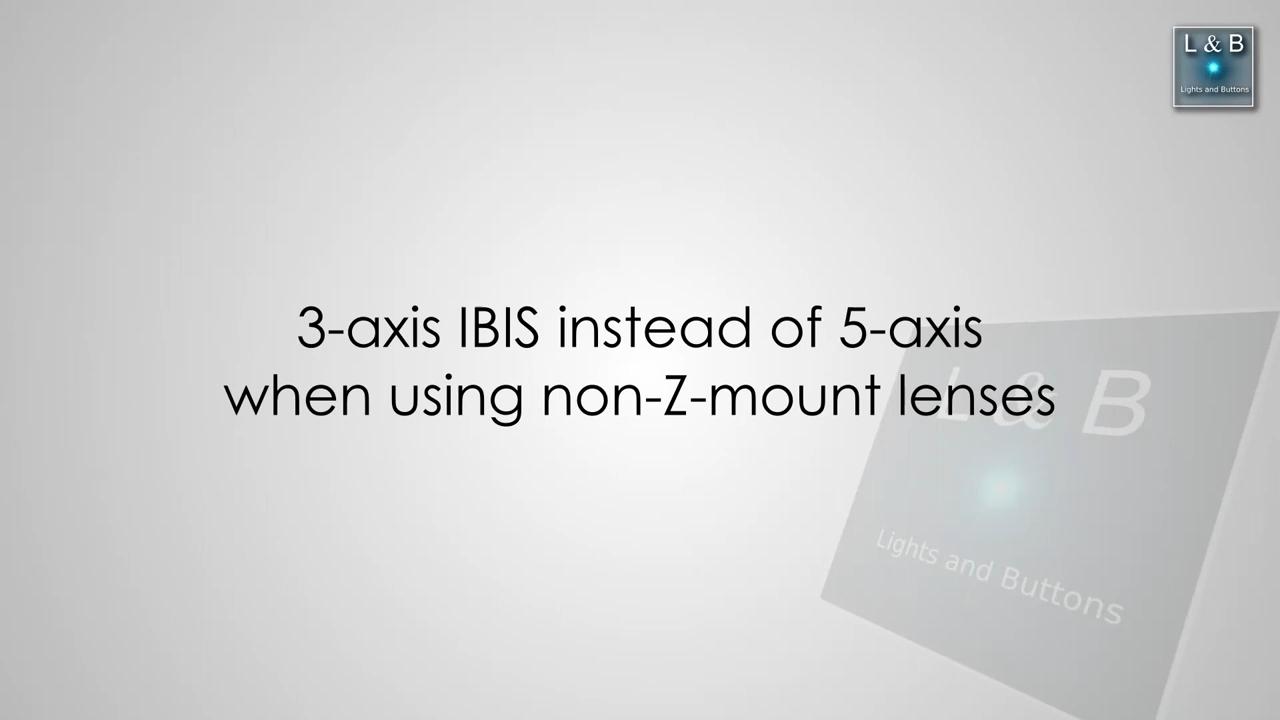 L & B
Lights and Buttons
3-axis IBIS instead of 5-axis
when using non-Z-mount lenses
L & B
Lights and Buttons